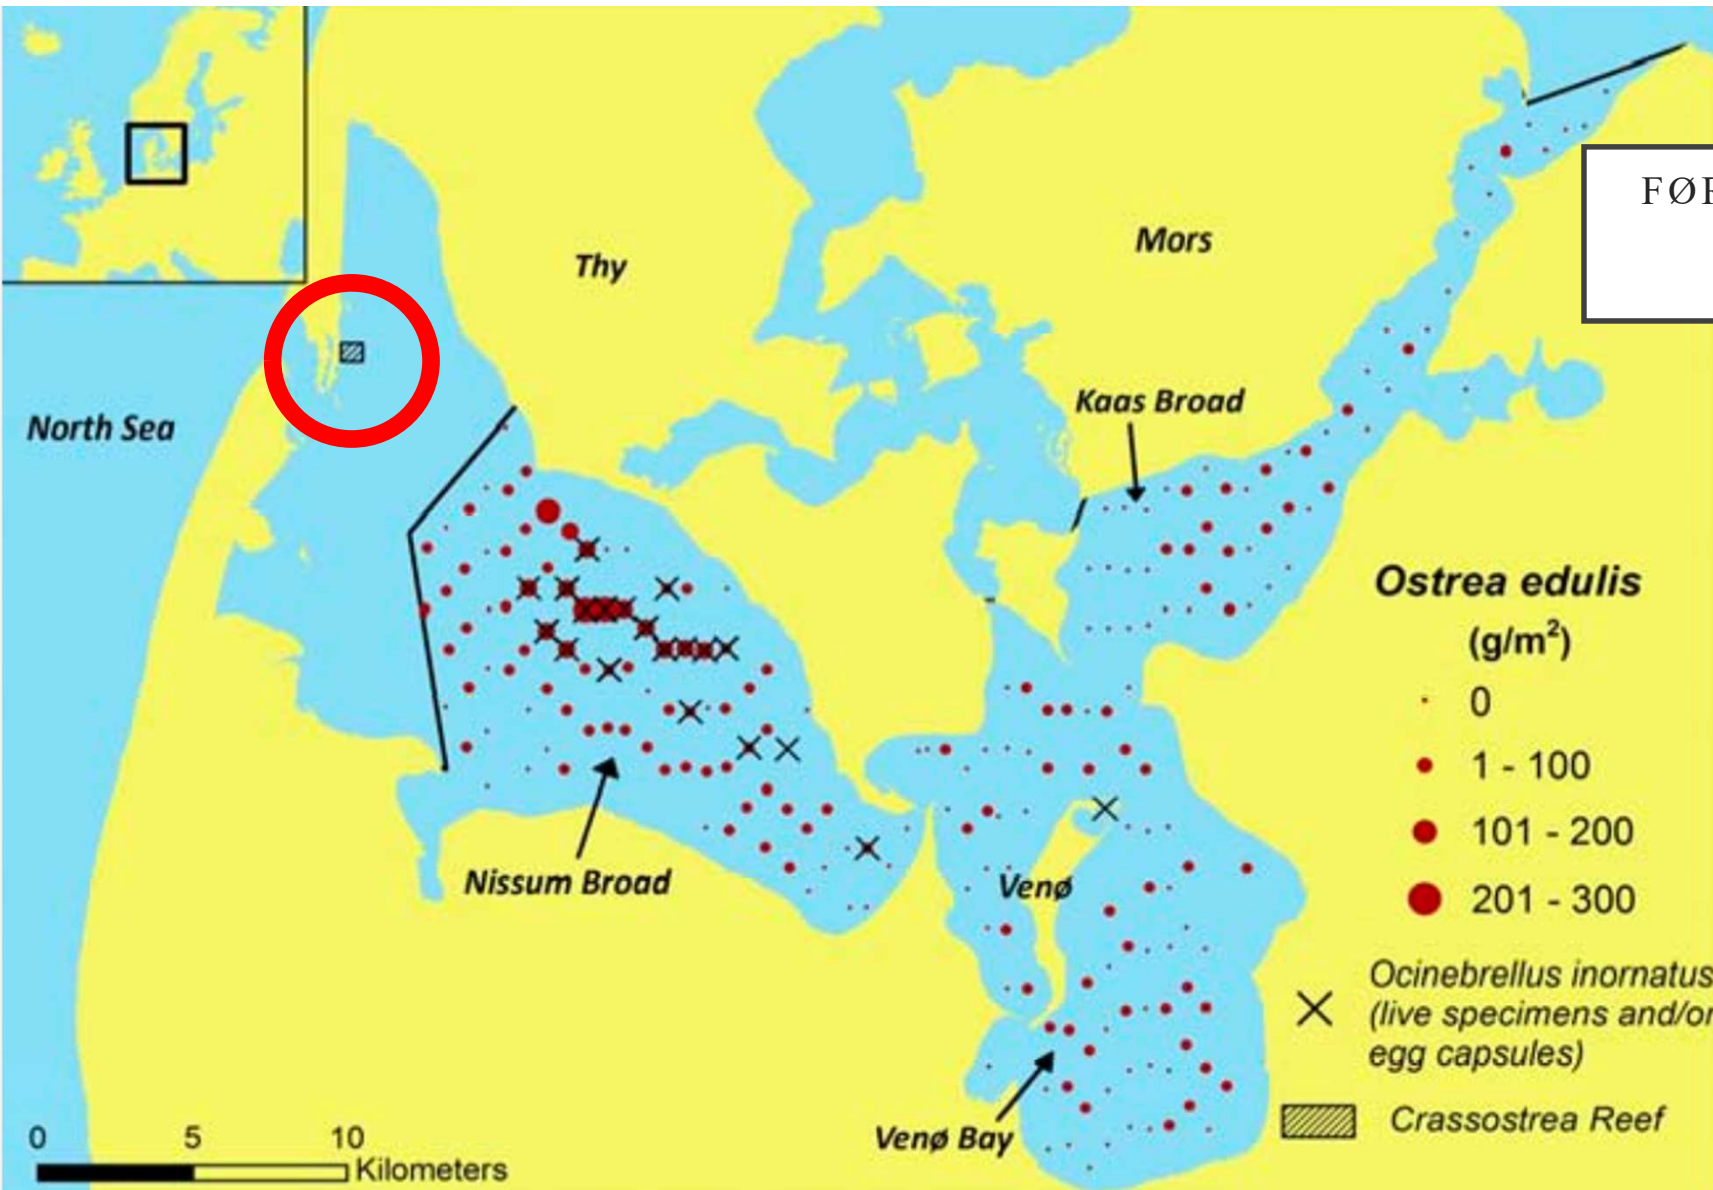 FØR
Thy
Mors
North Sea
Kaas Broad
Ostrea edulis
(g/m²)
0
1 - 100
101 - 200
201 - 300
Nissum Broad
Venø
Ocinebrellus inornatus
(live specimens and/or
egg capsules)
Crassostrea Reef
Venø Bay
0 5 10
Kilometers